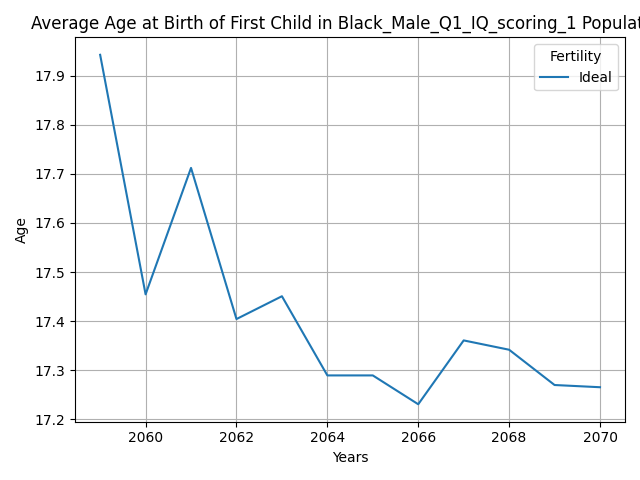 Average Age at Birth of First Child in Black_Male_Q1_IQ_scoring_1 Populat
Fertility
Ideal
17.9
17.8
17.7
17.6
17.5
17.4
17.3
17.2
Age
2060 2062 2064 2066 2068 2070
Years